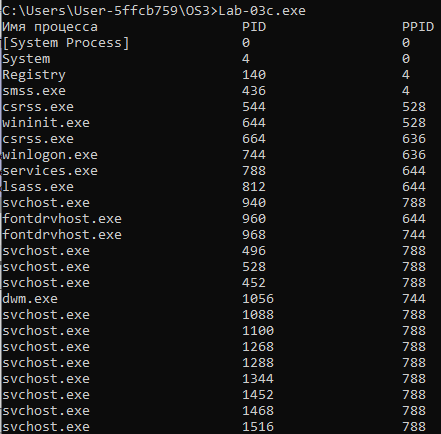 C:\Users\User-5ffcb759\OS3>Lab-03c.exe
Имя процесса PID PPID
[System Process] 0 0
System 4 0
Registry 140 4
smss.exe 436 4
csrss.exe 544 528
wininit.exe 644 528
csrss.exe 664 636
winlogon.exe 744 636
services.exe 788 644
lsass.exe 812 644
svchost.exe 940 788
fontdrvhost.exe 960 644
fontdrvhost.exe 968 744
svchost.exe 496 788
svchost.exe 528 788
svchost.exe 452 788
dwm.exe 1056 744
svchost.exe 1088 788
svchost.exe 1100 788
svchost.exe 1268 788
svchost.exe 1288 788
svchost.exe 1344 788
svchost.exe 1452 788
svchost.exe 1468 788
svchost.exe 1516 788